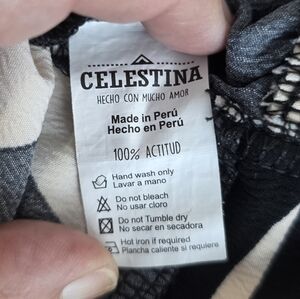 CELESTINA
HECHO CON MUCHO AMOR
Made in Perú
Hecho en Perú
100% ACTITUD
Hand wash only
Lavar a mano
Do not bleach
No usar cloro
Do not Tumble dry
No secar en secadora
Hot iron if required
Plancha caliente si requiere